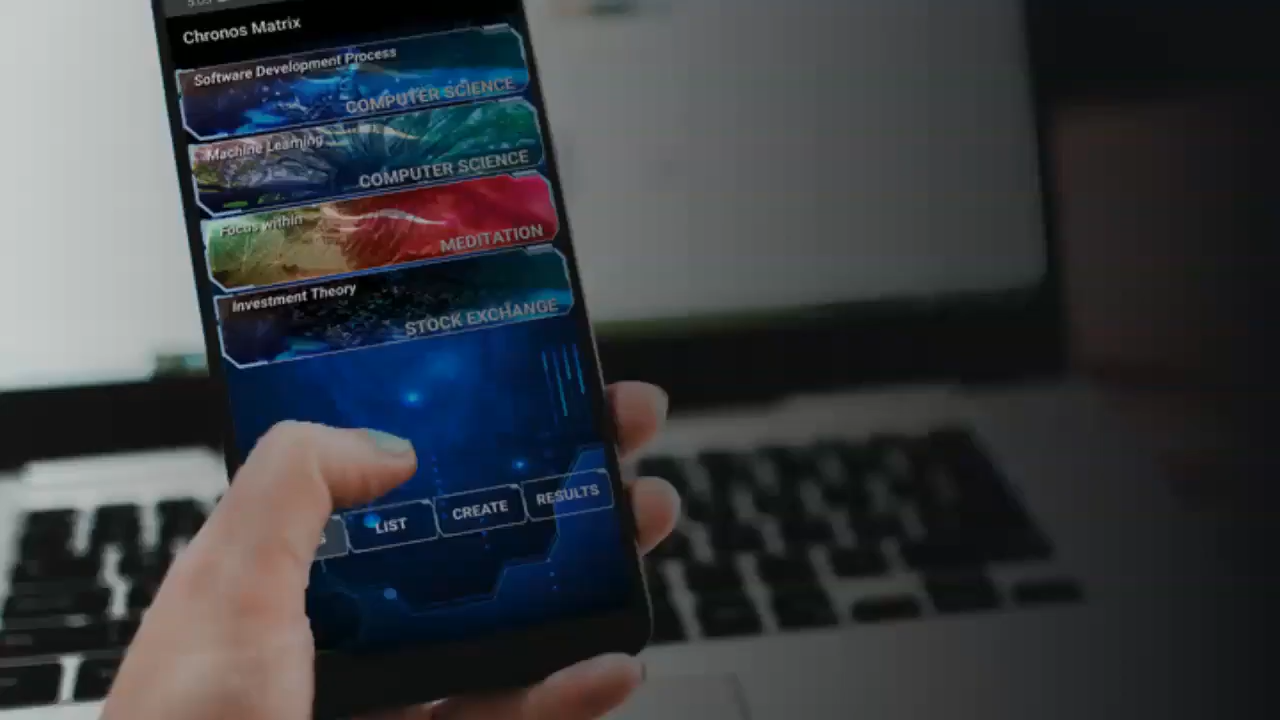 Chronos Matrix
Software Development Process
COMPUTER SCIENCE
Machine Learning
COMPUTER SCIENCE
Focus within
MEDITATION
Investment Theory
STOCK EXCHANGE
LIST
CREATE
RESULTS